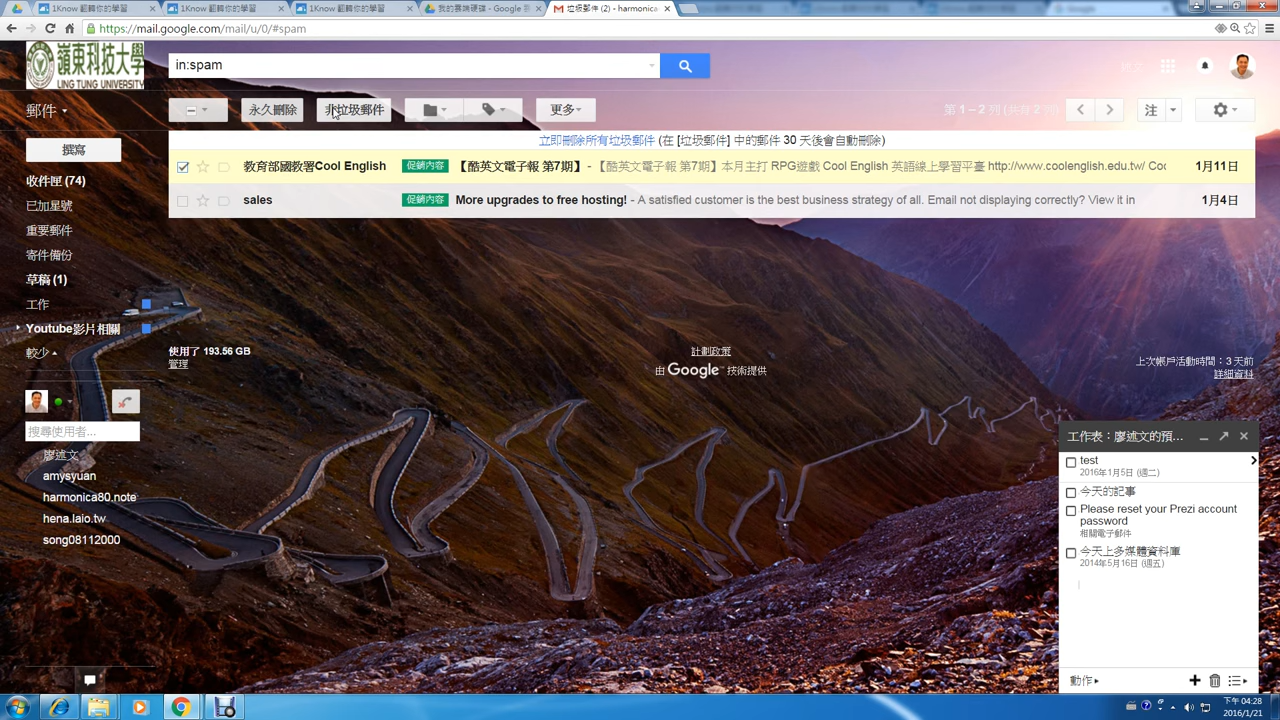 1Know 翻轉你的學習
1Know 翻轉你的學習
1Know 翻轉你的學習
我的雲端硬碟 - Google
垃圾郵件 (2) - harmonica
https://mail.google.com/mail/u/0/#spam
嶺東科技大學
LING TUNG UNIVERSITY
in:spam
郵件
永久刪除
非垃圾郵件
更多
第 1 – 2 列 (共有 2 列)
注
撰寫
立即刪除所有垃圾郵件 (在 [垃圾郵件] 中的郵件 30 天後會自動刪除)
教育部國教署Cool English 促銷內容 【酷英文電子報 第7期】 - 【酷英文電子報 第7期】本月主打 RPG遊戲 Cool English 英語線上學習平臺 http://www.coolenglish.edu.tw/ Coc 1月11日
sales 促銷內容 More upgrades to free hosting! - A satisfied customer is the best business strategy of all. Email not displaying correctly? View it in 1月4日
收件匣 (74)
已加星號
重要郵件
寄件備份
草稿 (1)
工作
Youtube影片相關
較少
使用了 193.56 GB
管理
計劃政策
由 Google 技術提供
上次帳戶活動時間：3 天前
詳細資料
搜尋使用者...
廖述文
amysyuan
harmonica80.note
hena.laio.tw
song08112000
工作表：廖述文的預...
test
2016年1月5日 (週二)
今天的記事
Please reset your Prezi account
password
相關電子郵件
今天上多媒體資料庫
2014年5月16日 (週五)
動作
下午 04:28
2016/1/21